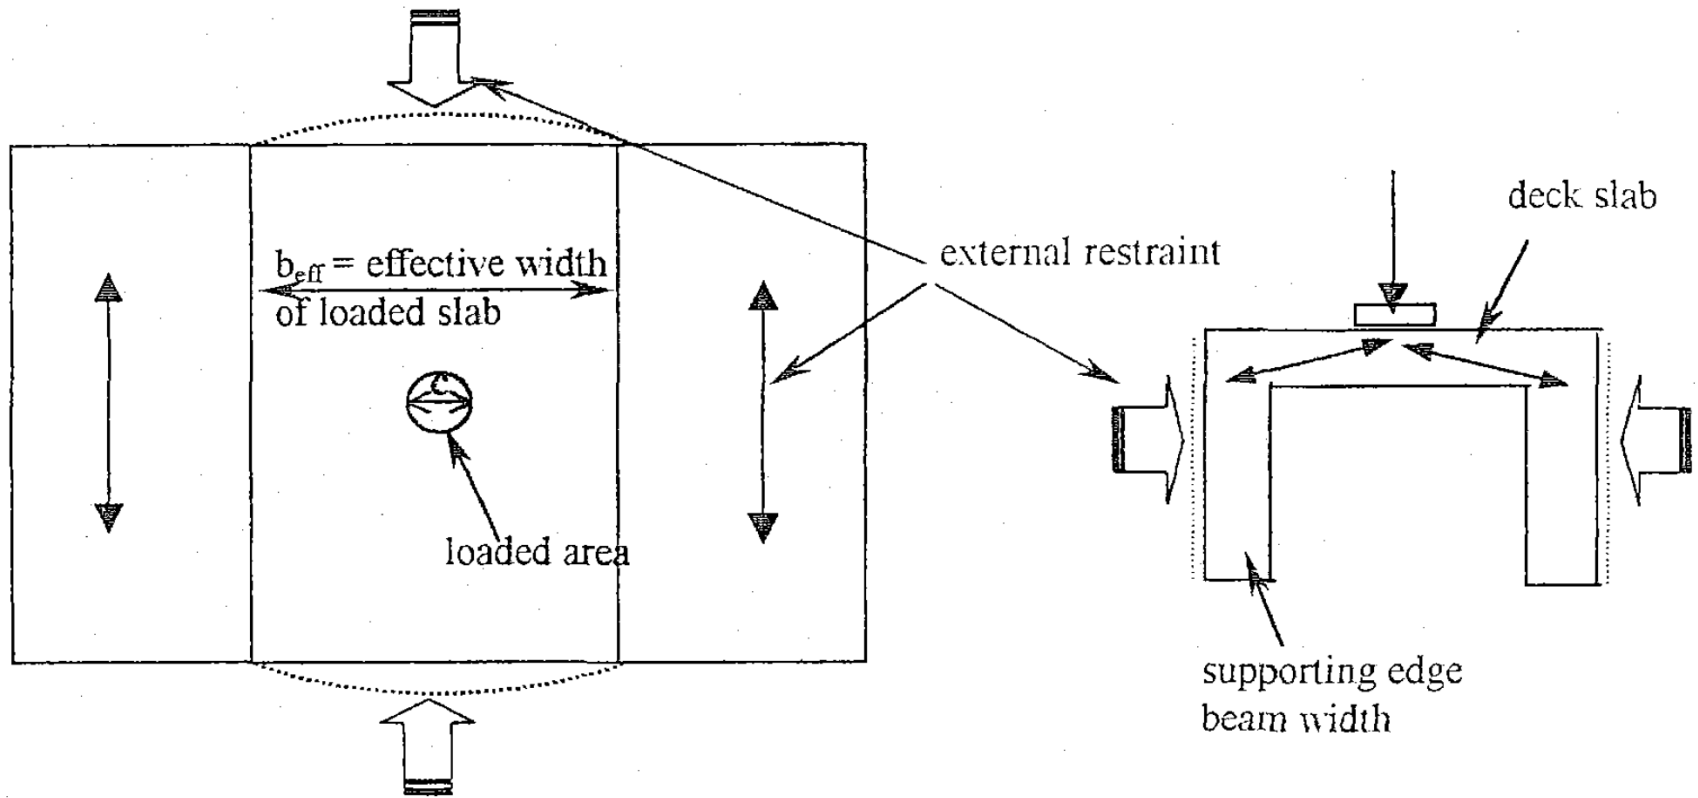 b_eff = effective width
of loaded slab
C
loaded area
external restraint
deck slab
supporting edge
beam width